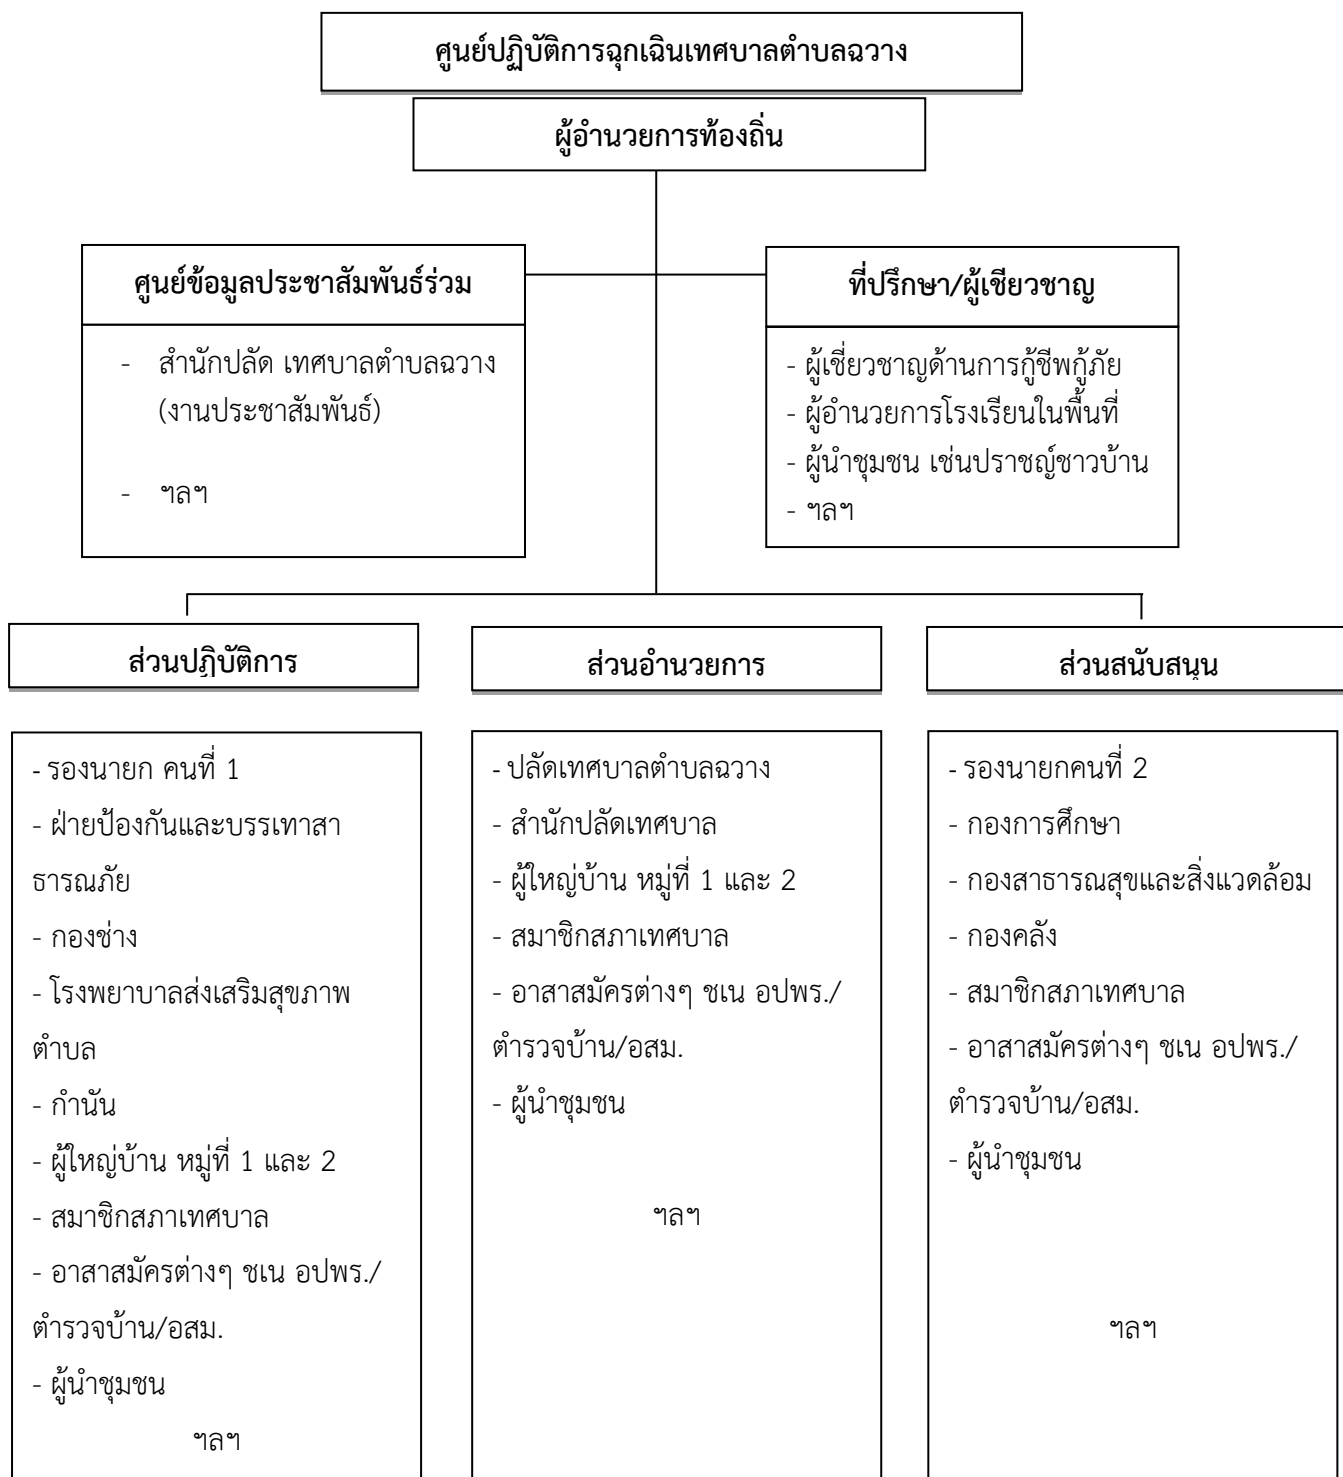 ศูนย์ปฏิบัติการฉุกเฉินเทศบาลตำบลฉวาง
ผู้อำนวยการท้องถิ่น
ศูนย์ข้อมูลประชาสัมพันธ์ร่วม
- สำนักปลัด เทศบาลตำบลฉวาง
(งานประชาสัมพันธ์)
- ฯลฯ
ที่ปรึกษา/ผู้เชียวชาญ
- ผู้เชี่ยวชาญด้านการกู้ชีพกู้ภัย
- ผู้อำนวยการโรงเรียนในพื้นที่
- ผู้นำชุมชน เช่นปราชญ์ชาวบ้าน
- ฯลฯ
ส่วนปฏิบัติการ
- รองนายก คนที่ 1
- ฝ่ายป้องกันและบรรเทาสา
ธารณภัย
- กองช่าง
- โรงพยาบาลส่งเสริมสุขภาพ
ตำบล
- กำนัน
- ผู้ใหญ่บ้าน หมู่ที่ 1 และ 2
- สมาชิกสภาเทศบาล
- อาสาสมัครต่างๆ ชเน อปพร./
ตำรวจบ้าน/อสม.
- ผู้นำชุมชน
ฯลฯ
ส่วนอำนวยการ
- ปลัดเทศบาลตำบลฉวาง
- สำนักปลัดเทศบาล
- ผู้ใหญ่บ้าน หมู่ที่ 1 และ 2
- สมาชิกสภาเทศบาล
- อาสาสมัครต่างๆ ชเน อปพร./
ตำรวจบ้าน/อสม.
- ผู้นำชุมชน
ฯลฯ
ส่วนสนับสนุน
- รองนายกคนที่ 2
- กองการศึกษา
- กองสาธารณสุขและสิ่งแวดล้อม
- กองคลัง
- สมาชิกสภาเทศบาล
- อาสาสมัครต่างๆ ชเน อปพร./
ตำรวจบ้าน/อสม.
- ผู้นำชุมชน
ฯลฯ